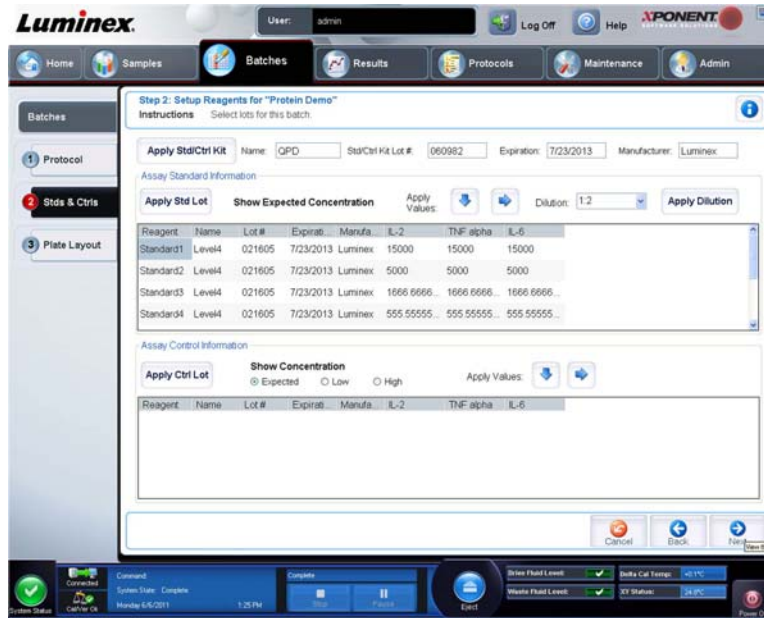 Luminex.
User: admin
Log Off
Help
XPONENT
Home
Samples
Batches
Results
Protocols
Maintenance
Admin
Batches
1 Protocol
2 Stds & Ctrls
3 Plate Layout
Step 2: Setup Reagents for "Protein Demo"
Instructions Select lots for this batch.
Apply Std/Ctrl Kit Name: QPD Std/Ctrl Kit Lot #: 060982 Expiration: 7/23/2013 Manufacturer: Luminex
Assay Standard Information
Apply Std Lot Show Expected Concentration Apply Values: Dilution: 1:2 Apply Dilution
Reagent Name Lot # Expirati... Manufa... IL-2 TNF alpha IL-6
Standard1 Level4 021605 7/23/2013 Luminex 15000 15000 15000
Standard2 Level4 021605 7/23/2013 Luminex 5000 5000 5000
Standard3 Level4 021605 7/23/2013 Luminex 1666.6666... 1666.6666... 1666.6666...
Standard4 Level4 021605 7/23/2013 Luminex 555.55555... 555.55555... 555.55555...
Assay Control Information
Apply Ctrl Lot Show Concentration
Expected Low High Apply Values:
Reagent Name Lot # Expirati... Manufa... IL-2 TNF alpha IL-6
Cancel Back
System Status
Connected
Cal/Ver Ok
Command:
System State: Complete
Monday 6/6/2011 1:25 PM
Complete
Stop Pause
Eject
Drive Fluid Level:
Waste Fluid Level:
Delta Cal Temp:
XY Status: